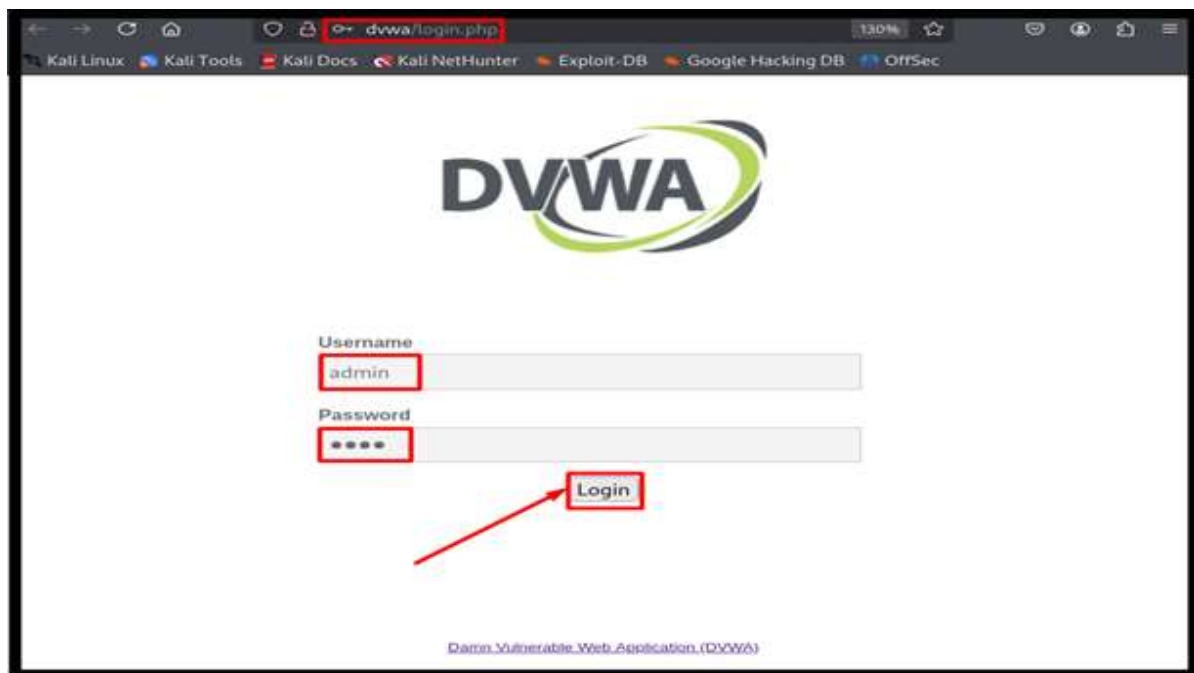 dvwa/login.php 130%
Kali Linux Kali Tools Kali Docs Kali NetHunter Exploit-DB Google Hacking DB OffSec
DVWA
Username
admin
Password
Login
Damn Vulnerable Web Application (DVWA)